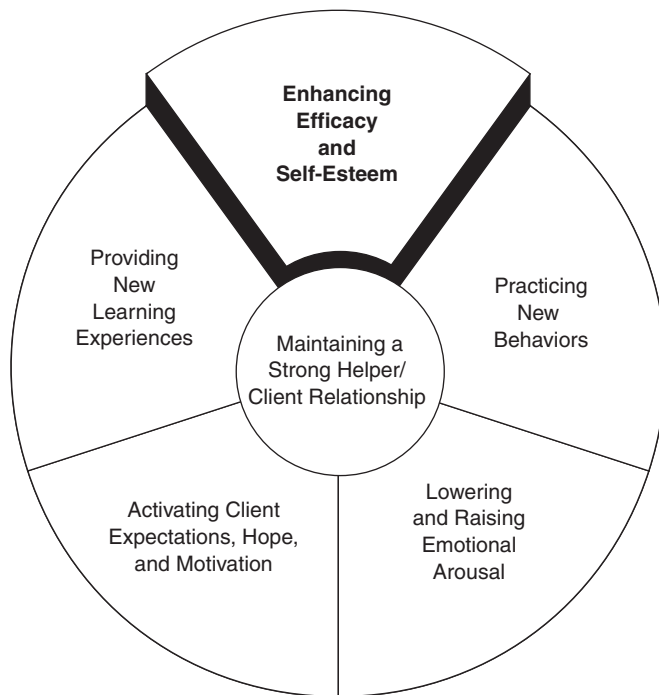 Enhancing
Efficacy
and
Self-Esteem
Providing
New
Learning
Experiences
Practicing
New
Behaviors
Maintaining a
Strong Helper/
Client Relationship
Activating Client
Expectations, Hope,
and Motivation
Lowering
and Raising
Emotional
Arousal